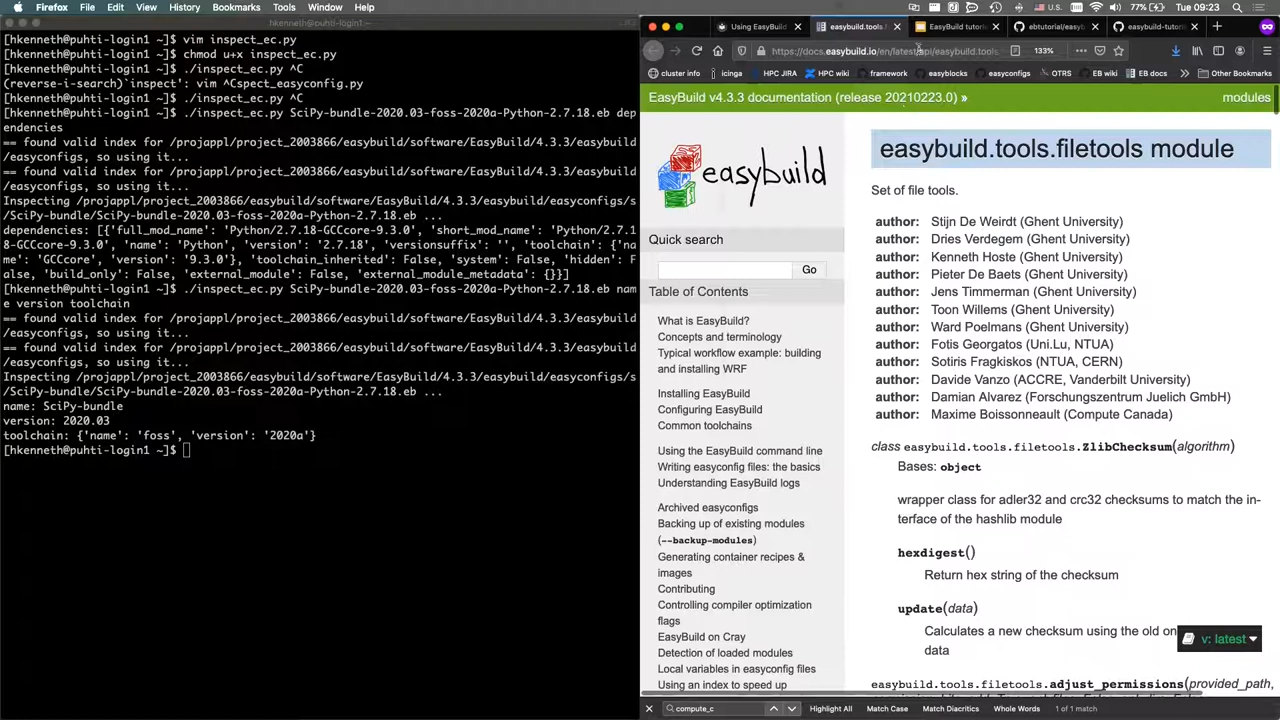 Firefox File Edit View History Bookmarks Tools Window Help
Tue 09:23
hkenneth@puhti-login1:~
[hkenneth@puhti-login1 ~]$ vim inspect_ec.py
[hkenneth@puhti-login1 ~]$ chmod u+x inspect_ec.py
[hkenneth@puhti-login1 ~]$ ./inspect_ec.py ^C
(reverse-i-search)`inspect': vim ^Cspect_easyconfig.py
[hkenneth@puhti-login1 ~]$ ./inspect_ec.py ^C
[hkenneth@puhti-login1 ~]$ ./inspect_ec.py SciPy-bundle-2020.03-foss-2020a-Python-2.7.18.eb dep
endencies
== found valid index for /projappl/project_2003866/easybuild/software/EasyBuild/4.3.3/easybuild
/easyconfigs, so using it...
== found valid index for /projappl/project_2003866/easybuild/software/EasyBuild/4.3.3/easybuild
/easyconfigs, so using it...
Inspecting /projappl/project_2003866/easybuild/software/EasyBuild/4.3.3/easybuild/easyconfigs/s
/SciPy-bundle/SciPy-bundle-2020.03-foss-2020a-Python-2.7.18.eb ...
dependencies: [{'full_mod_name': 'Python/2.7.18-GCCcore-9.3.0', 'short_mod_name': 'Python/2.7.1
8-GCCcore-9.3.0', 'name': 'Python', 'version': '2.7.18', 'versionsuffix': '', 'toolchain': {'na
me': 'GCCcore', 'version': '9.3.0'}, 'toolchain_inherited': False, 'system': False, 'hidden': F
alse, 'build_only': False, 'external_module': False, 'external_module_metadata': {}}]
[hkenneth@puhti-login1 ~]$ ./inspect_ec.py SciPy-bundle-2020.03-foss-2020a-Python-2.7.18.eb nam
e version toolchain
== found valid index for /projappl/project_2003866/easybuild/software/EasyBuild/4.3.3/easybuild
/easyconfigs, so using it...
== found valid index for /projappl/project_2003866/easybuild/software/EasyBuild/4.3.3/easybuild
/easyconfigs, so using it...
Inspecting /projappl/project_2003866/easybuild/software/EasyBuild/4.3.3/easybuild/easyconfigs/s
/SciPy-bundle/SciPy-bundle-2020.03-foss-2020a-Python-2.7.18.eb ...
name: SciPy-bundle
version: 2020.03
toolchain: {'name': 'foss', 'version': '2020a'}
[hkenneth@puhti-login1 ~]$
Using EasyBuild easybuild.tools.f EasyBuild tutori ebtutorial/easyb easybuild-tutor
https://docs.easybuild.io/en/latest/api/easybuild.tools. 133%
cluster info icinga HPC JIRA HPC wiki framework easyblocks easyconfigs OTRS EB wiki EB docs Other Bookmarks
EasyBuild v4.3.3 documentation (release 20210223.0) » modules
easybuild
Quick search
Go
Table of Contents
What is EasyBuild?
Concepts and terminology
Typical workflow example: building
and installing WRF
Installing EasyBuild
Configuring EasyBuild
Common toolchains
Using the EasyBuild command line
Writing easyconfig files: the basics
Understanding EasyBuild logs
Archived easyconfigs
Backing up of existing modules
(--backup-modules)
Generating container recipes &
images
Contributing
Controlling compiler optimization
flags
EasyBuild on Cray
Detection of loaded modules
Local variables in easyconfig files
Using an index to speed up
easybuild.tools.filetools module
Set of file tools.
author: Stijn De Weirdt (Ghent University)
author: Dries Verdegem (Ghent University)
author: Kenneth Hoste (Ghent University)
author: Pieter De Baets (Ghent University)
author: Jens Timmerman (Ghent University)
author: Toon Willems (Ghent University)
author: Ward Poelmans (Ghent University)
author: Fotis Georgatos (Uni.Lu, NTUA)
author: Sotiris Fragkiskos (NTUA, CERN)
author: Davide Vanzo (ACCRE, Vanderbilt University)
author: Damian Alvarez (Forschungszentrum Juelich GmbH)
author: Maxime Boissonneault (Compute Canada)
class easybuild.tools.filetools.ZlibChecksum(algorithm)
Bases: object
wrapper class for adler32 and crc32 checksums to match the in-
terface of the hashlib module
hexdigest()
Return hex string of the checksum
update(data)
Calculates a new checksum using the old on
data
easybuild.tools.filetools.adjust_permissions(provided_path,
v: latest
compute_c Highlight All Match Case Match Diacritics Whole Words 1 of 1 match